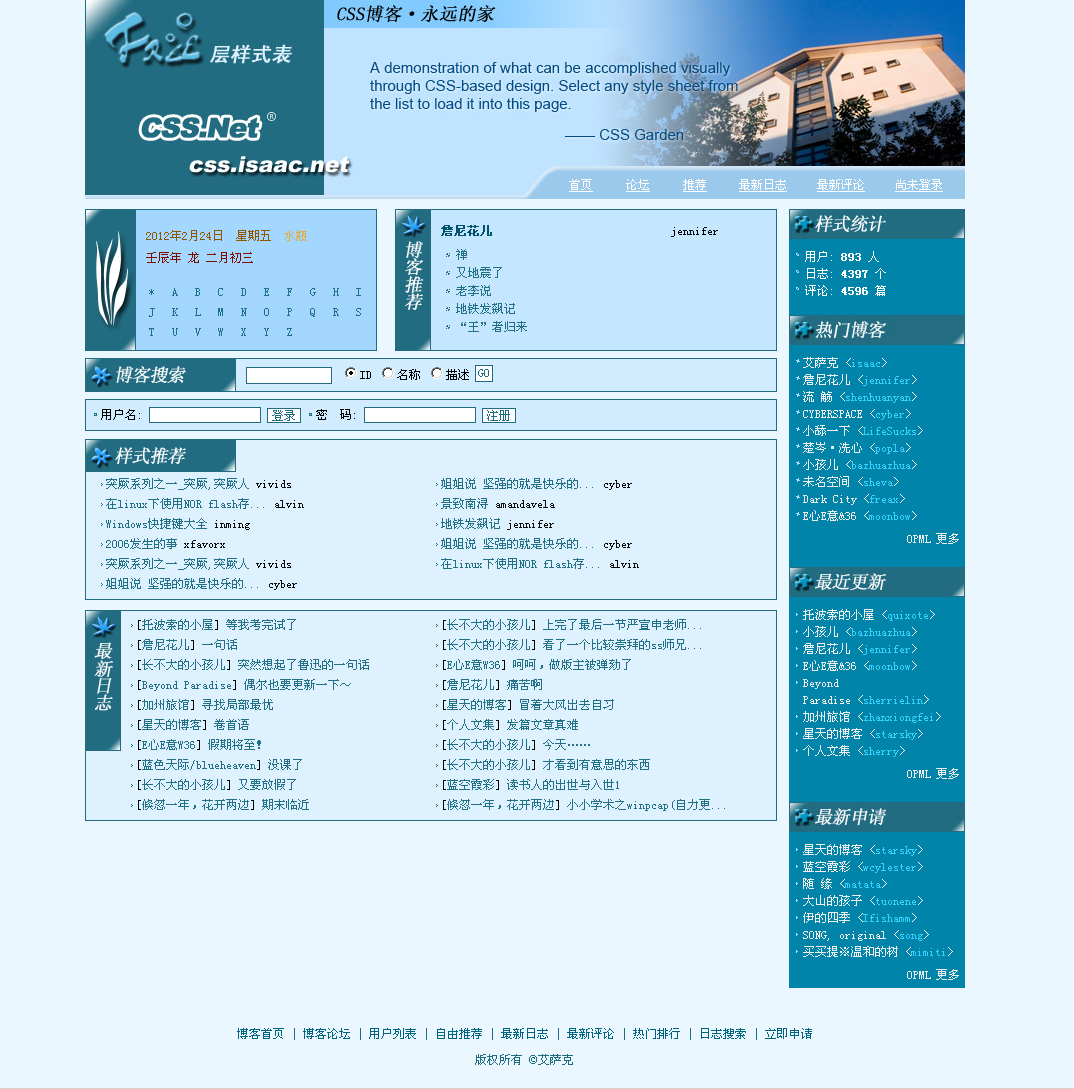 FREE 层样式表
CSS博客·永远的家
A demonstration of what can be accomplished visually
through CSS-based design. Select any style sheet from
the list to load it into this page.
—— CSS Garden
CSS.Net®
css.isaac.net
首页 论坛 推荐 最新日志 最新评论 尚未登录
2012年2月24日 星期五 水瓶
壬辰年 龙 二月初三
* A B C D E F G H I
J K L M N O P Q R S
T U V W X Y Z
博客推荐
詹尼花儿 jennifer
禅
又地震了
老李说
地铁发飙记
“王”者归来
博客搜索 ID 名称 描述 GO
用户名: 登录 密 码: 注册
样式推荐
突厥系列之一_突厥,突厥人 vivids
姐姐说 坚强的就是快乐的... cyber
在linux下使用NOR flash存... alvin
景致南浔 amandavela
Windows快捷键大全 inming
地铁发飙记 jennifer
2006发生的事 xfavorx
姐姐说 坚强的就是快乐的... cyber
突厥系列之一_突厥,突厥人 vivids
在linux下使用NOR flash存... alvin
姐姐说 坚强的就是快乐的... cyber
最新日志
[托波索的小屋] 等我考完试了
[长不大的小孩儿] 上完了最后一节严宣申老师...
[詹尼花儿] 一句话
[长不大的小孩儿] 看了一个比较崇拜的ss师兄...
[长不大的小孩儿] 突然想起了鲁迅的一句话
[E心E意W36] 呵呵，做版主被弹劾了
[Beyond Paradise] 偶尔也要更新一下～
[詹尼花儿] 痛苦啊
[加州旅馆] 寻找局部最忧
[星天的博客] 冒着大风出去自习
[星天的博客] 卷首语
[个人文集] 发篇文章真难
[E心E意W36] 假期将至!
[长不大的小孩儿] 今天……
[蓝色天际/blueheaven] 没课了
[长不大的小孩儿] 才看到有意思的东西
[长不大的小孩儿] 又要放假了
[蓝空霞彩] 读书人的出世与入世1
[倏忽一年，花开两边] 期末临近
[倏忽一年，花开两边] 小小学术之winpcap(自力更...
样式统计
用户: 893 人
日志: 4397 个
评论: 4596 篇
热门博客
艾萨克 <isaac>
詹尼花儿 <jennifer>
流 觞 <shenhuanyan>
CYBERSPACE <cyber>
小舔一下 <LifeSucks>
楚岑·洗心 <popla>
小孩儿 <bazhuazhua>
未名空间 <sheva>
Dark City <freax>
E心E意&36 <moonbow>
OPML 更多
最近更新
托波索的小屋 <quixote>
小孩儿 <bazhuazhua>
詹尼花儿 <jennifer>
E心E意&36 <moonbow>
Beyond
Paradise <sherrielin>
加州旅馆 <zhanxiongfei>
星天的博客 <starsky>
个人文集 <sherry>
OPML 更多
最新申请
星天的博客 <starsky>
蓝空霞彩 <wcylester>
随 缘 <matata>
大山的孩子 <tuonene>
伊的四季 <Ifishamm>
SONG, original <song>
买买提※温和的树 <mimiti>
OPML 更多
博客首页 | 博客论坛 | 用户列表 | 自由推荐 | 最新日志 | 最新评论 | 热门排行 | 日志搜索 | 立即申请
版权所有 ©艾萨克